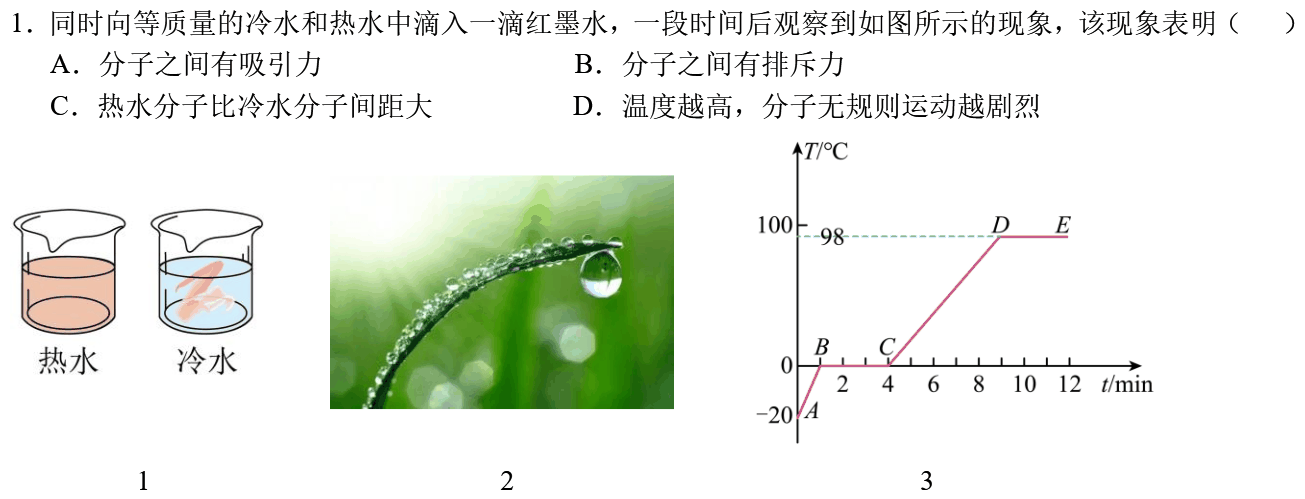 1．同时向等质量的冷水和热水中滴入一滴红墨水，一段时间后观察到如图所示的现象，该现象表明（　　）
A．分子之间有吸引力　　B．分子之间有排斥力
C．热水分子比冷水分子间距大　　D．温度越高，分子无规则运动越剧烈
热水　冷水
T/°C
100
98
D E
B C
0
2 4 6 8 10 12 t/min
−20 A
1 2 3